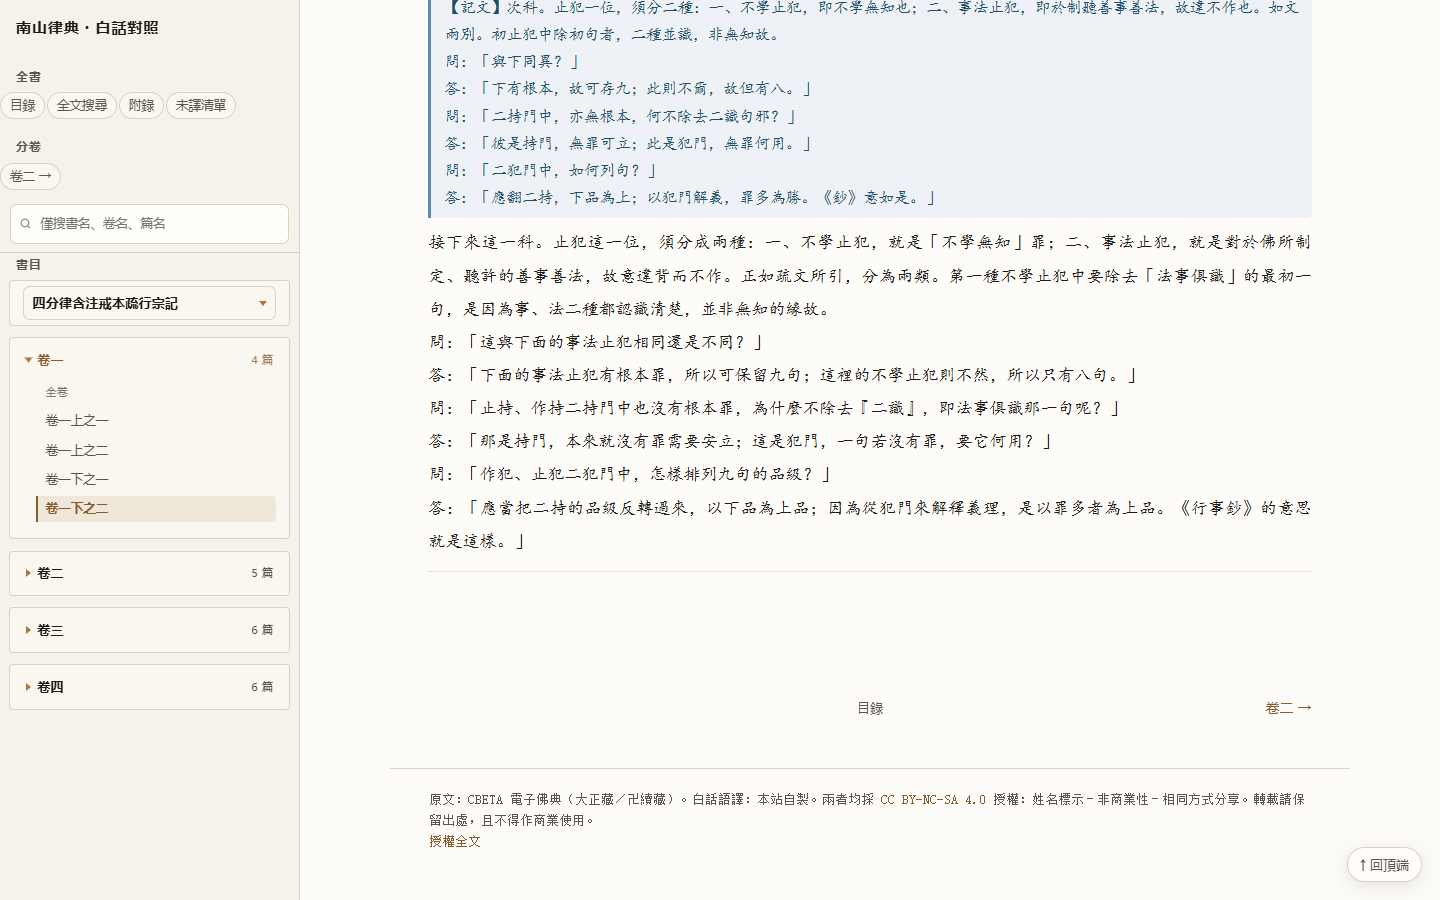 南山律典·白話對照
全書
目錄 全文搜尋 附錄 未譯清單
分卷
卷二 →
僅搜書名、卷名、篇名
書目
四分律含注戒本疏行宗記
卷一 4 篇
全卷
卷一上之一
卷一上之二
卷一下之一
卷一下之二
卷二 5 篇
卷三 6 篇
卷四 6 篇
【記文】次科。止犯一位，須分二種：一、不學止犯，即不學無知也；二、事法止犯，即於制聽善事善法，故違不作也。如文
兩別。初止犯中除初句者，二種並識，非無知故。
問：「與下同異？」
答：「下有根本，故可存九；此則不爾，故但有八。」
問：「二持門中，亦無根本，何不除去二識句邪？」
答：「彼是持門，無罪可立；此是犯門，無罪何用。」
問：「二犯門中，如何列句？」
答：「應翻二持，下品為上；以犯門解義，罪多為勝。《鈔》意如是。」
接下來這一科。止犯這一位，須分成兩種：一、不學止犯，就是「不學無知」罪；二、事法止犯，就是對於佛所制
定、聽許的善事善法，故意違背而不作。正如疏文所引，分為兩類。第一種不學止犯中要除去「法事俱識」的最初一
句，是因為事、法二種都認識清楚，並非無知的緣故。
問：「這與下面的事法止犯相同還是不同？」
答：「下面的事法止犯有根本罪，所以可保留九句；這裡的不學止犯則不然，所以只有八句。」
問：「止持、作持二持門中也沒有根本罪，為什麼不除去『二識』，即法事俱識那一句呢？」
答：「那是持門，本來就沒有罪需要安立；這是犯門，一句若沒有罪，要它何用？」
問：「作犯、止犯二犯門中，怎樣排列九句的品級？」
答：「應當把二持的品級反轉過來，以下品為上品；因為從犯門來解釋義理，是以罪多者為上品。《行事鈔》的意思
就是這樣。」
目錄 卷二 →
原文：CBETA 電子佛典（大正藏／卍續藏）。白話語譯：本站自製。兩者均採 CC BY-NC-SA 4.0 授權：姓名標示－非商業性－相同方式分享。轉載請保
留出處，且不得作商業使用。
授權全文
↑回頂端